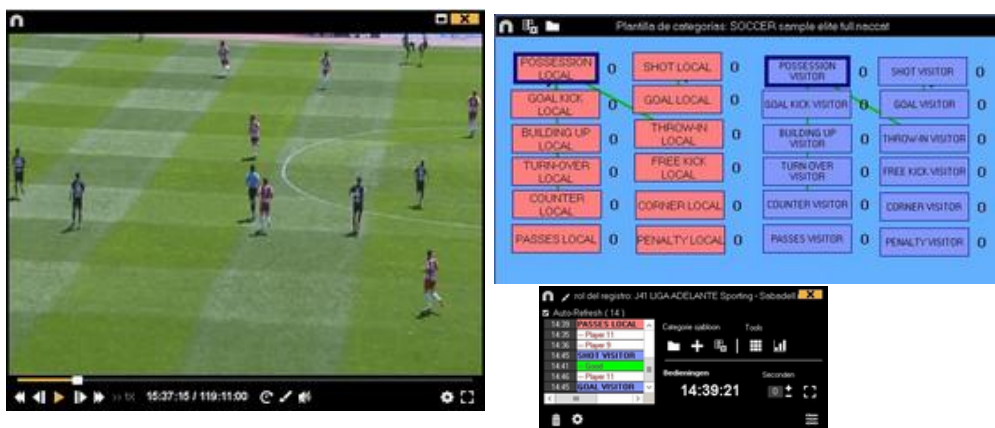 15:37:15 / 119:11:00
Plantilla de categorias: SOCCER sample elite full naccat
POSSESSION LOCAL 0
SHOT LOCAL 0
POSSESSION VISITOR 0
SHOT VISITOR 0
GOAL KICK LOCAL 0
GOAL LOCAL 0
GOAL KICK VISITOR 0
GOAL VISITOR 0
BUILDING UP LOCAL 0
THROW-IN LOCAL 0
BUILDING UP VISITOR 0
THROW-IN VISITOR 0
TURN-OVER LOCAL 0
FREE KICK LOCAL 0
TURN-OVER VISITOR 0
FREE KICK VISITOR 0
COUNTER LOCAL 0
CORNER LOCAL 0
COUNTER VISITOR 0
CORNER VISITOR 0
PASSES LOCAL 0
PENALTY LOCAL 0
PASSES VISITOR 0
PENALTY VISITOR 0
rol del registro: J41 LIGA ADELANTE Sporting - Sabadell
Auto-Refresh ( 14 )
14:39 PASSES LOCAL
14:35 -- Player 11
14:36 -- Player 9
14:45 SHOT VISITOR
14:41 -- Good
14:46 -- Player 11
14:45 GOAL VISITOR
Categorie sjabloon
Tools
Bedieningen
Seconden
14:39:21
0